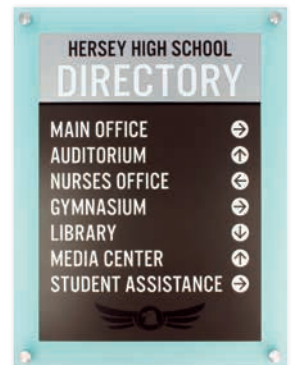 HERSEY HIGH SCHOOL
DIRECTORY
MAIN OFFICE →
AUDITORIUM ↑
NURSES OFFICE ←
GYMNASIUM →
LIBRARY ↓
MEDIA CENTER ↑
STUDENT ASSISTANCE →